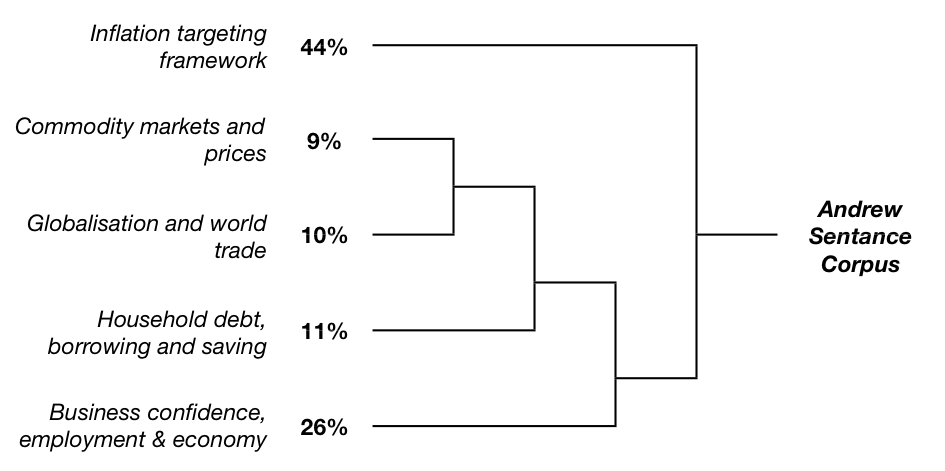 Inflation targeting
framework
44%
Commodity markets and
prices
9%
Globalisation and world
trade
10%
Household debt,
borrowing and saving
11%
Business confidence,
employment & economy
26%
Andrew
Sentance
Corpus